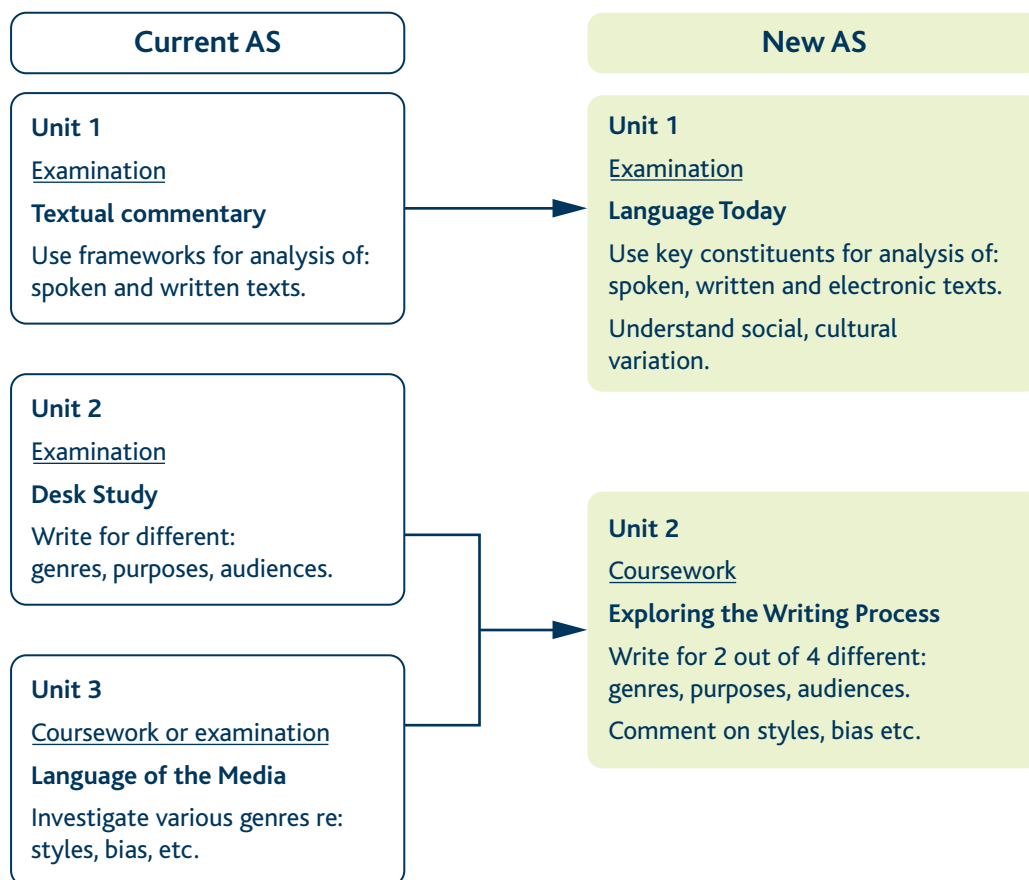 Current AS
Unit 1
Examination
Textual commentary
Use frameworks for analysis of:
spoken and written texts.
Unit 2
Examination
Desk Study
Write for different:
genres, purposes, audiences.
Unit 3
Coursework or examination
Language of the Media
Investigate various genres re:
styles, bias, etc.
New AS
Unit 1
Examination
Language Today
Use key constituents for analysis of:
spoken, written and electronic texts.
Understand social, cultural
variation.
Unit 2
Coursework
Exploring the Writing Process
Write for 2 out of 4 different:
genres, purposes, audiences.
Comment on styles, bias etc.